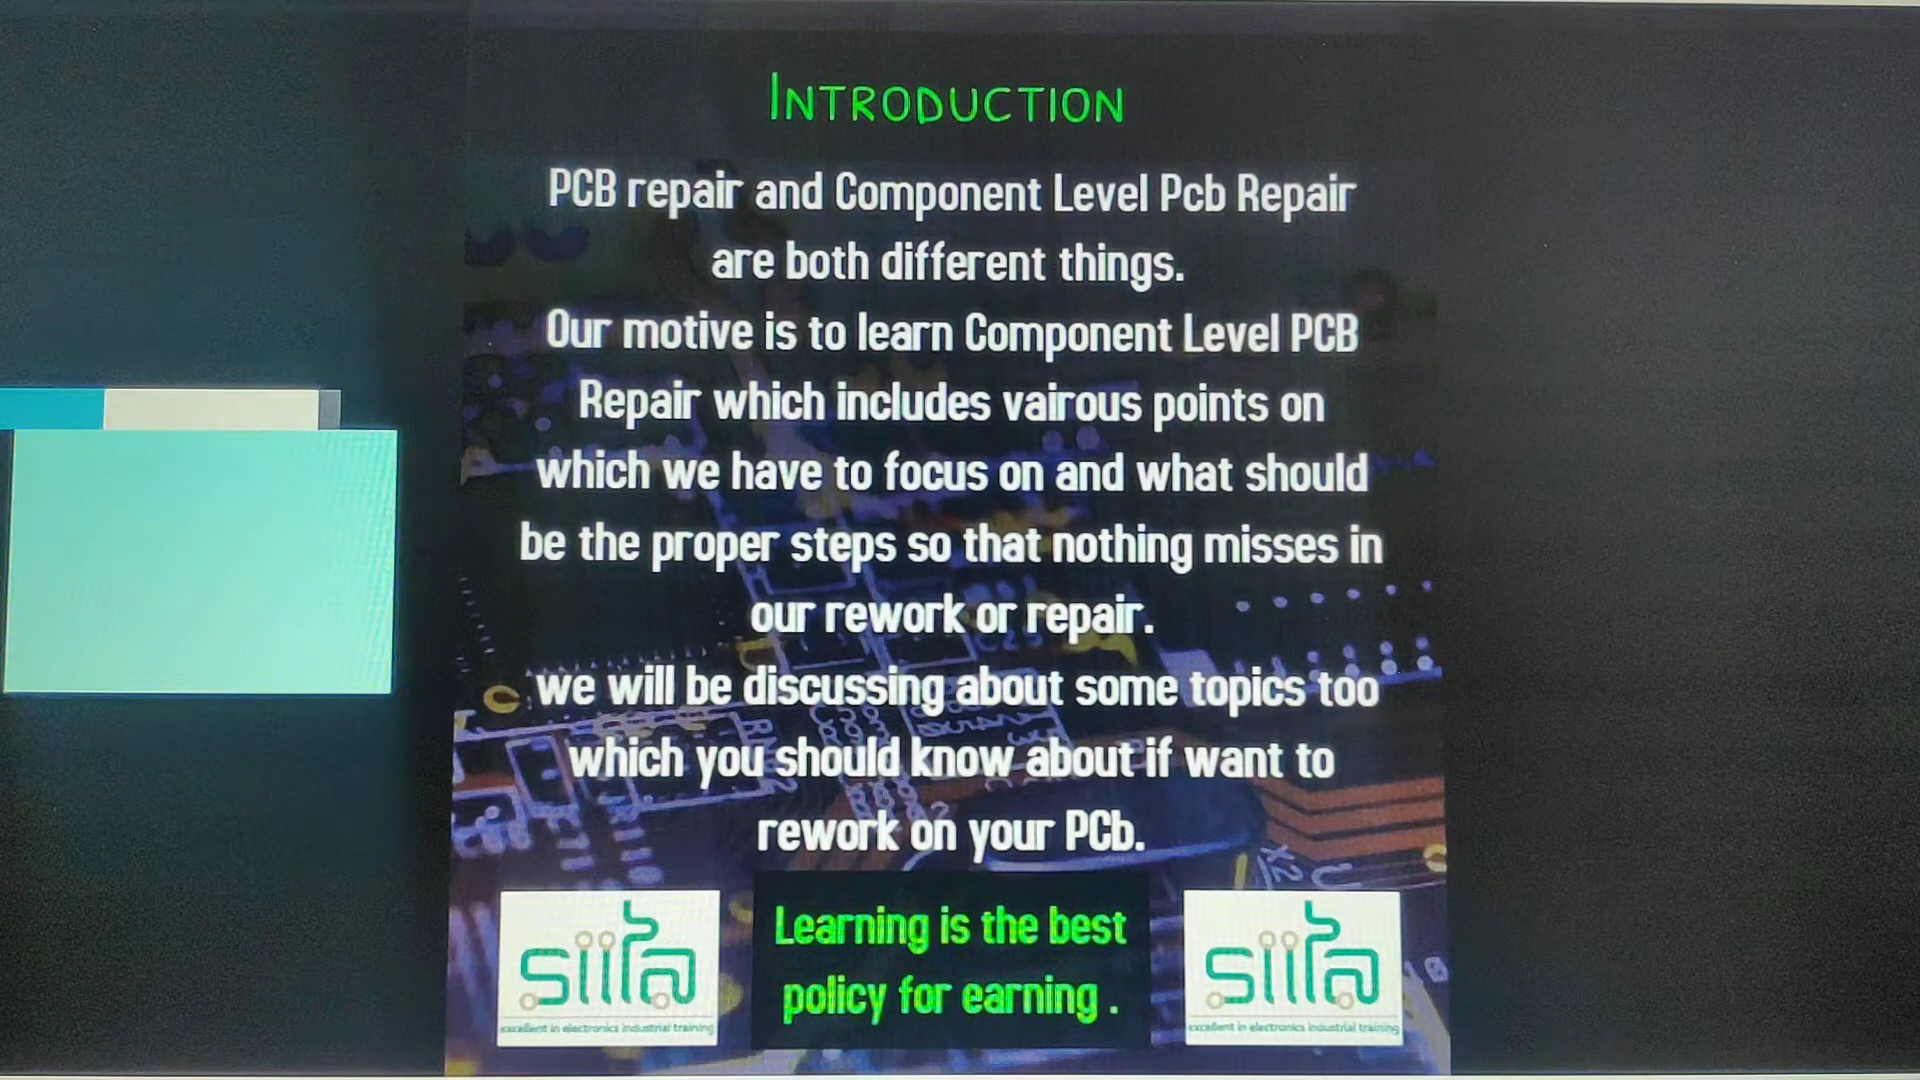 INTRODUCTION
PCB repair and Component Level Pcb Repair
are both different things.
Our motive is to learn Component Level PCB
Repair which includes vairous points on
which we have to focus on and what should
be the proper steps so that nothing misses in
our rework or repair.
we will be discussing about some topics too
which you should know about if want to
rework on your PCb.
Learning is the best
policy for earning .
siita
excellent in electronics industrial training
siita
excellent in electronics industrial training